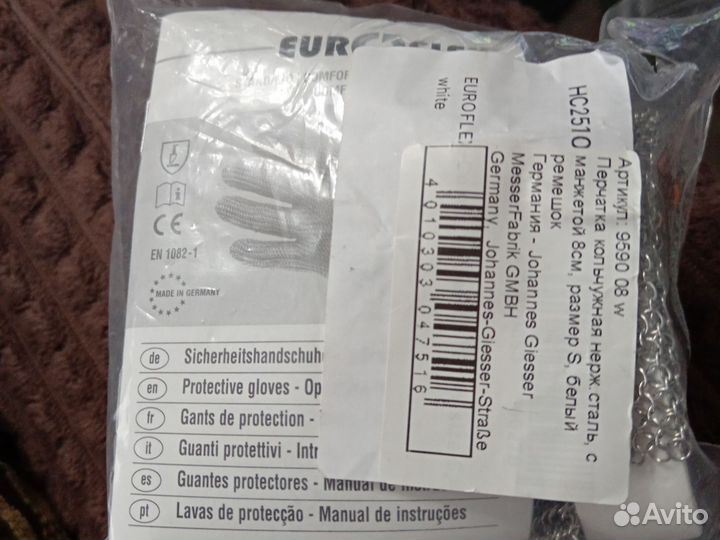 EN 1082-1
MADE IN GERMANY
de Sicherheitshandschuhe
en Protective gloves - Op
fr Gants de protection -
it Guanti protettivi - Intr
es Guantes protectores - Manual de
pt Lavas de protecção - Manual de instruções
HC2510
EUROFLEX
white
Артикул: 9590 08 w
Перчатка кольчужная нерж.сталь, с
манжетой 8см, размер S, белый
ремешок
Германия - Johannes Giesser
MesserFabrik GMBH
Germany, Johannes-Giesser-Straße
4 010303 047516
Avito